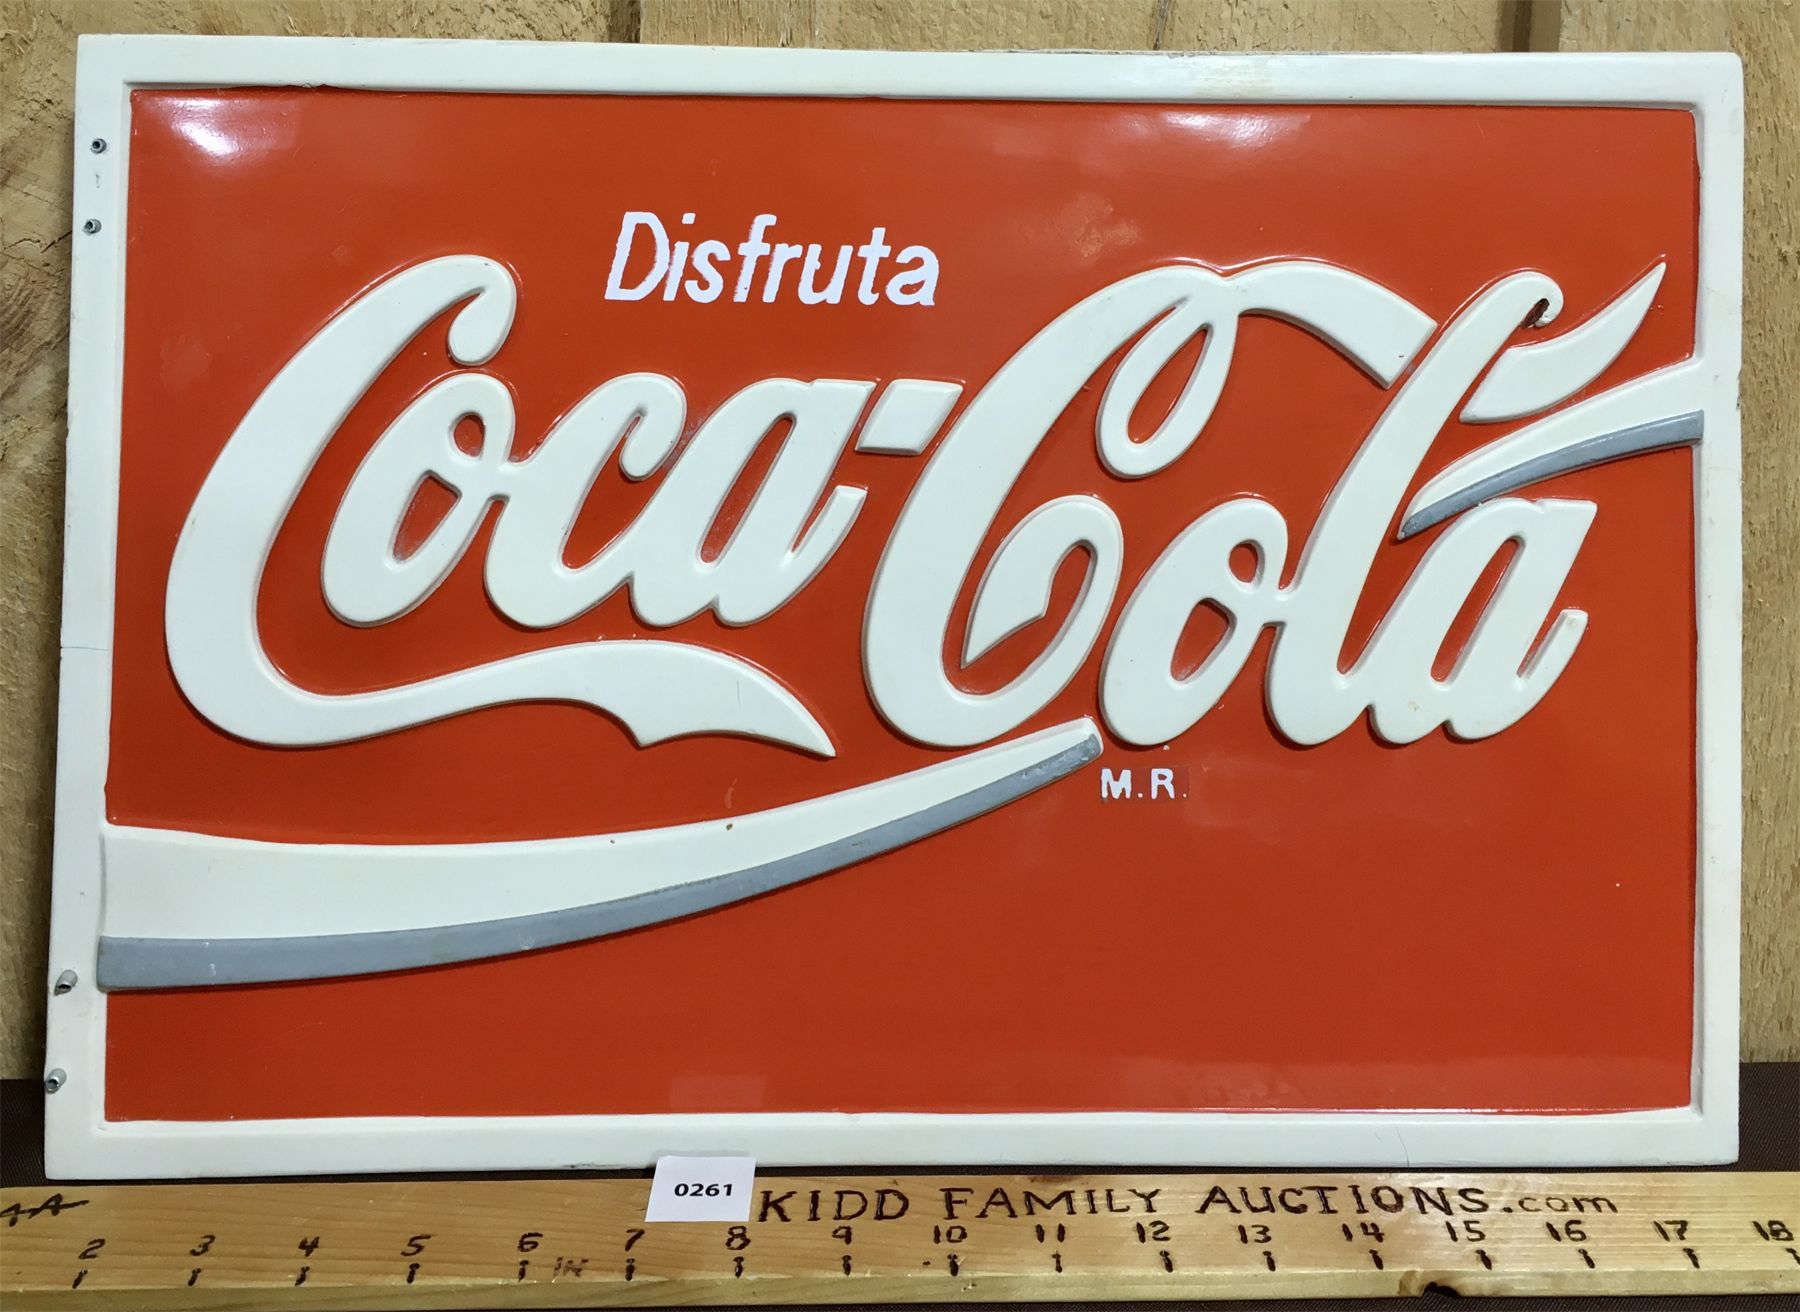 Disfruta
Coca-Cola
M.R.
0261
KIDD FAMILY AUCTIONS.com
2 3 4 5 6 7 8 9 10 11 12 13 14 15 16 17 18
IN